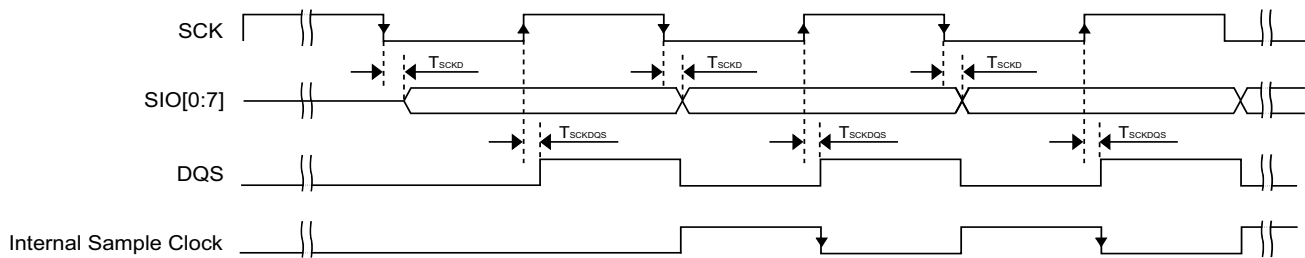 SCK
TSCKD TSCKD TSCKD
SIO[0:7]
TSCKDQS TSCKDQS TSCKDQS
DQS
Internal Sample Clock